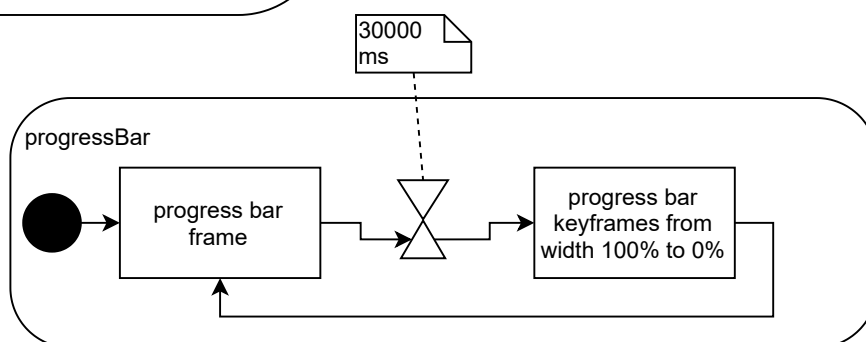 30000
ms
progressBar
progress bar
frame
progress bar
keyframes from
width 100% to 0%